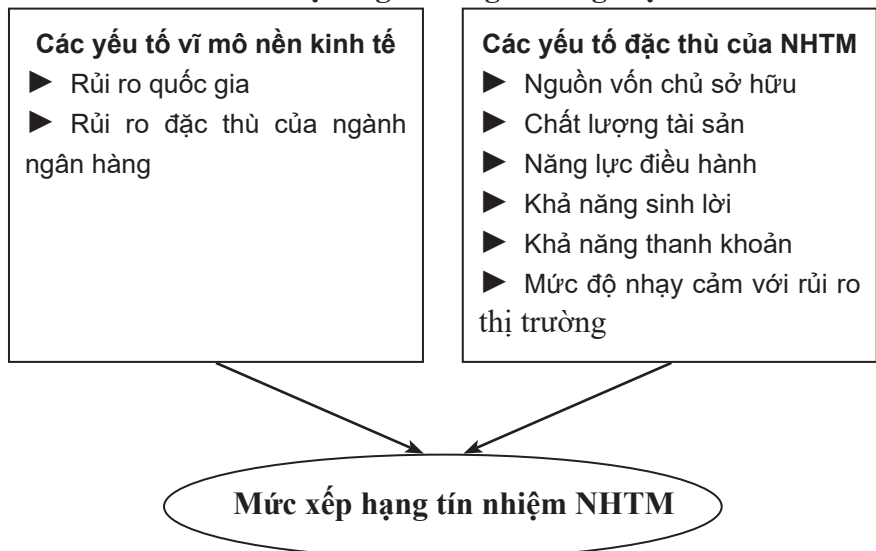 Các yếu tố vĩ mô nền kinh tế
► Rủi ro quốc gia
► Rủi ro đặc thù của ngành
ngân hàng
Các yếu tố đặc thù của NHTM
► Nguồn vốn chủ sở hữu
► Chất lượng tài sản
► Năng lực điều hành
► Khả năng sinh lời
► Khả năng thanh khoản
► Mức độ nhạy cảm với rủi ro
thị trường
Mức xếp hạng tín nhiệm NHTM